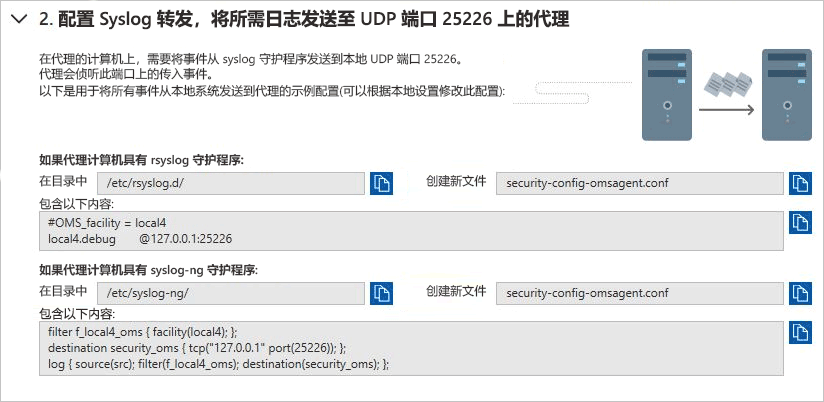 2. 配置 Syslog 转发，将所需日志发送至 UDP 端口 25226 上的代理
在代理的计算机上，需要将事件从 syslog 守护程序发送到本地 UDP 端口 25226。
代理会侦听此端口上的传入事件。
以下是用于将所有事件从本地系统发送到代理的示例配置(可以根据本地设置修改此配置):
如果代理计算机具有 rsyslog 守护程序:
在目录中 /etc/rsyslog.d/ 创建新文件 security-config-omsagent.conf
包含以下内容:
#OMS_facility = local4
local4.debug @127.0.0.1:25226
如果代理计算机具有 syslog-ng 守护程序:
在目录中 /etc/syslog-ng/ 创建新文件 security-config-omsagent.conf
包含以下内容:
filter f_local4_oms { facility(local4); };
destination security_oms { tcp("127.0.0.1" port(25226)); };
log { source(src); filter(f_local4_oms); destination(security_oms); };